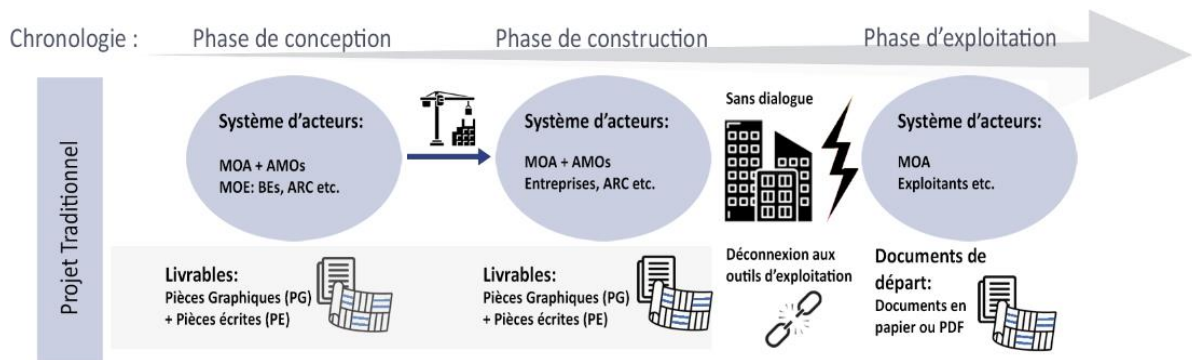 Chronologie :
Phase de conception
Phase de construction
Phase d'exploitation
Projet Traditionnel
Système d'acteurs:
MOA + AMOs
MOE: BEs, ARC etc.
Système d'acteurs:
MOA + AMOs
Entreprises, ARC etc.
Sans dialogue
Système d'acteurs:
MOA
Exploitants etc.
Livrables:
Pièces Graphiques (PG)
+ Pièces écrites (PE)
Livrables:
Pièces Graphiques (PG)
+ Pièces écrites (PE)
Déconnexion aux
outils d'exploitation
Documents de
départ:
Documents en
papier ou PDF